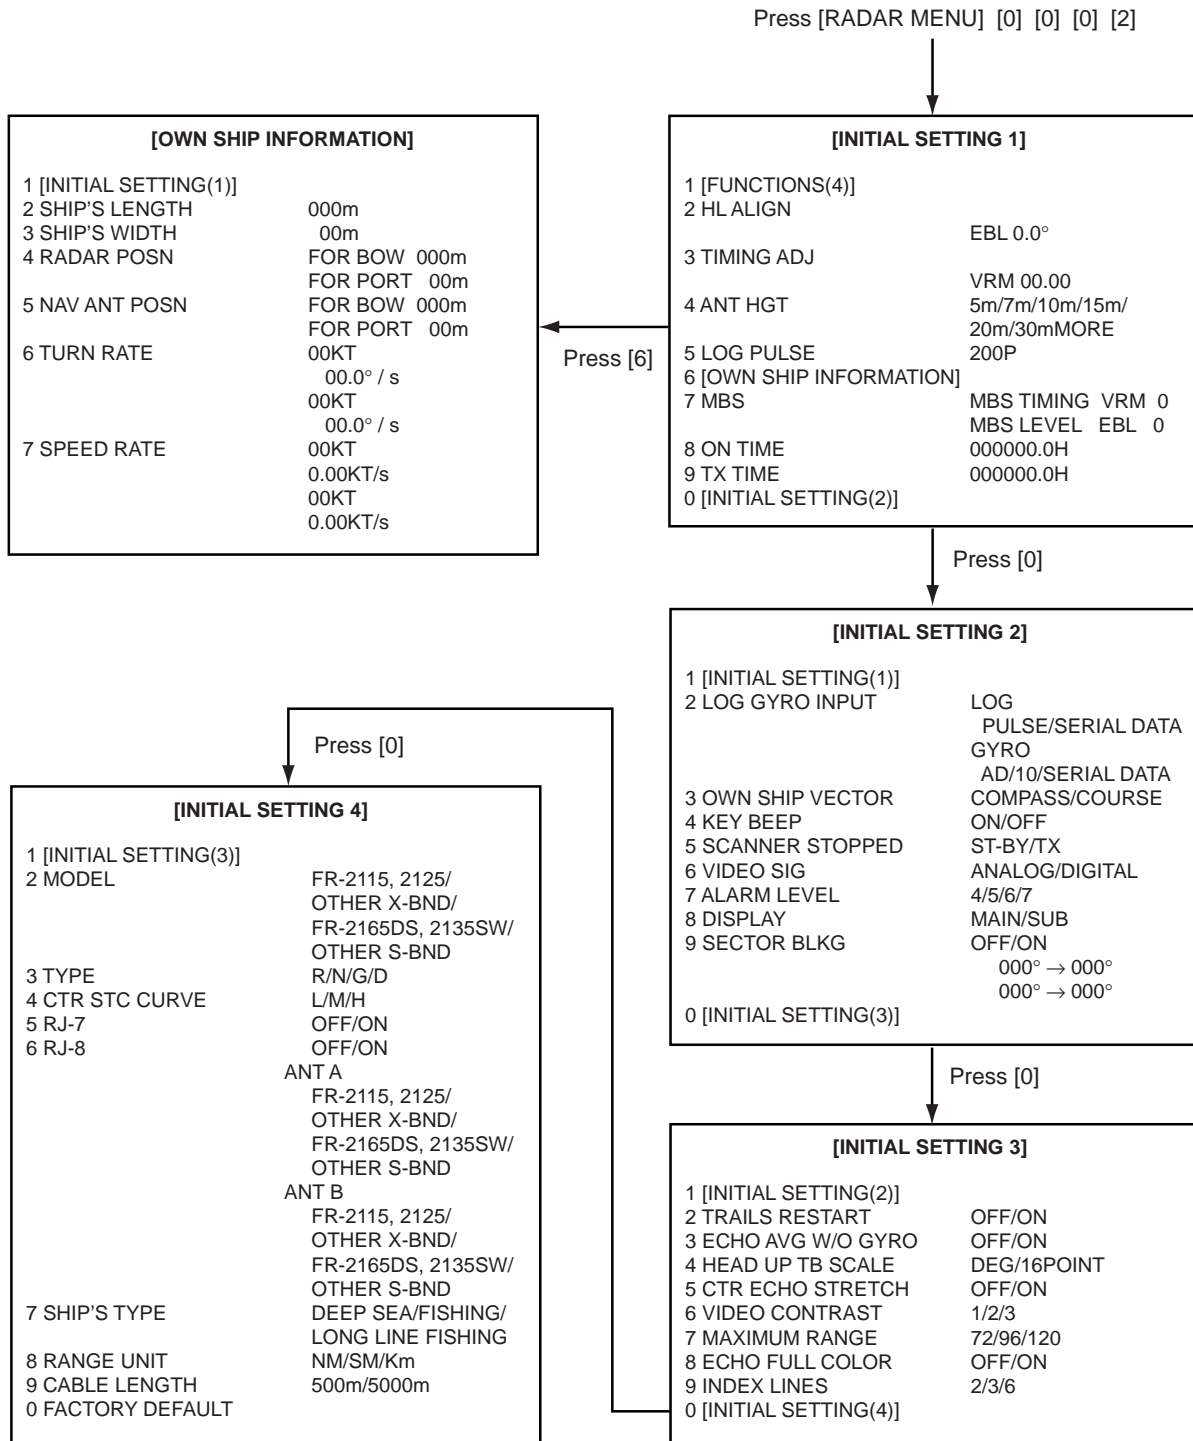 Press [RADAR MENU] [0] [0] [0] [2]
[OWN SHIP INFORMATION]
1 [INITIAL SETTING(1)]
2 SHIP'S LENGTH 000m
3 SHIP'S WIDTH 00m
4 RADAR POSN FOR BOW 000m
FOR PORT 00m
5 NAV ANT POSN FOR BOW 000m
FOR PORT 00m
6 TURN RATE 00KT
00.0° / s
00KT
00.0° / s
7 SPEED RATE 00KT
0.00KT/s
00KT
0.00KT/s
Press [6]
[INITIAL SETTING 1]
1 [FUNCTIONS(4)]
2 HL ALIGN
EBL 0.0°
3 TIMING ADJ
VRM 00.00
4 ANT HGT 5m/7m/10m/15m/
20m/30mMORE
5 LOG PULSE 200P
6 [OWN SHIP INFORMATION]
7 MBS MBS TIMING VRM 0
MBS LEVEL EBL 0
8 ON TIME 000000.0H
9 TX TIME 000000.0H
0 [INITIAL SETTING(2)]
Press [0]
[INITIAL SETTING 2]
1 [INITIAL SETTING(1)]
2 LOG GYRO INPUT LOG
PULSE/SERIAL DATA
GYRO
AD/10/SERIAL DATA
3 OWN SHIP VECTOR COMPASS/COURSE
4 KEY BEEP ON/OFF
5 SCANNER STOPPED ST-BY/TX
6 VIDEO SIG ANALOG/DIGITAL
7 ALARM LEVEL 4/5/6/7
8 DISPLAY MAIN/SUB
9 SECTOR BLKG OFF/ON
000° → 000°
000° → 000°
0 [INITIAL SETTING(3)]
Press [0]
[INITIAL SETTING 3]
1 [INITIAL SETTING(2)]
2 TRAILS RESTART OFF/ON
3 ECHO AVG W/O GYRO OFF/ON
4 HEAD UP TB SCALE DEG/16POINT
5 CTR ECHO STRETCH OFF/ON
6 VIDEO CONTRAST 1/2/3
7 MAXIMUM RANGE 72/96/120
8 ECHO FULL COLOR OFF/ON
9 INDEX LINES 2/3/6
0 [INITIAL SETTING(4)]
Press [0]
[INITIAL SETTING 4]
1 [INITIAL SETTING(3)]
2 MODEL FR-2115, 2125/
OTHER X-BND/
FR-2165DS, 2135SW/
OTHER S-BND
3 TYPE R/N/G/D
4 CTR STC CURVE L/M/H
5 RJ-7 OFF/ON
6 RJ-8 OFF/ON
ANT A
FR-2115, 2125/
OTHER X-BND/
FR-2165DS, 2135SW/
OTHER S-BND
ANT B
FR-2115, 2125/
OTHER X-BND/
FR-2165DS, 2135SW/
OTHER S-BND
7 SHIP'S TYPE DEEP SEA/FISHING/
LONG LINE FISHING
8 RANGE UNIT NM/SM/Km
9 CABLE LENGTH 500m/5000m
0 FACTORY DEFAULT